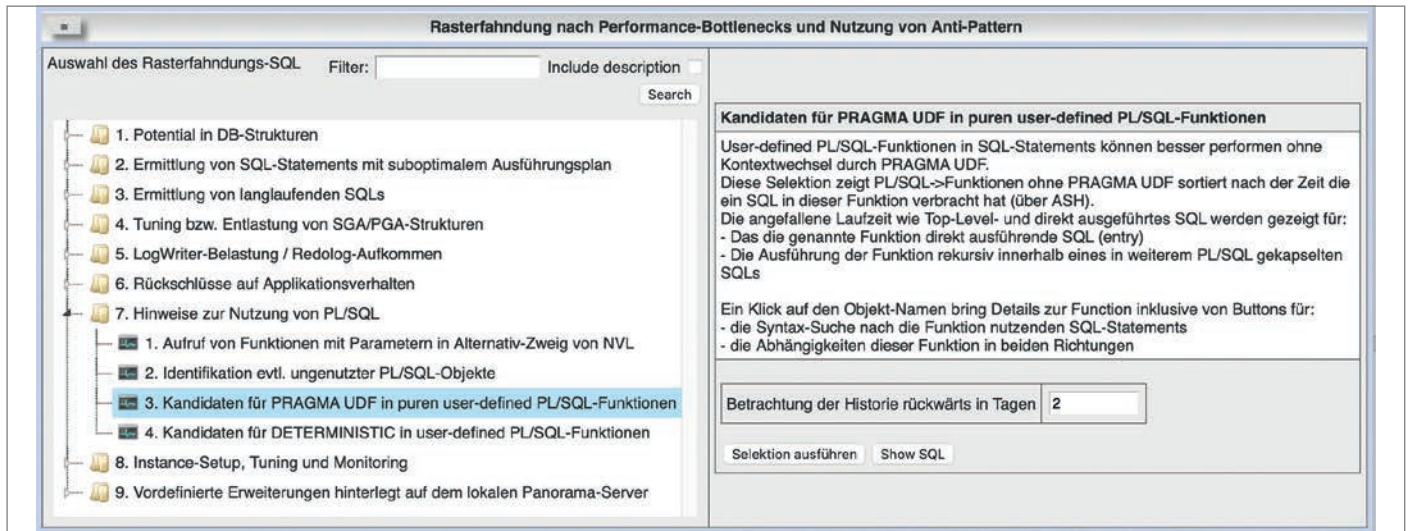 Rasterfahndung nach Performance-Bottlenecks und Nutzung von Anti-Pattern
Auswahl des Rasterfahndungs-SQL Filter: Include description
Search
1. Potential in DB-Strukturen
2. Ermittlung von SQL-Statements mit suboptimalem Ausführungsplan
3. Ermittlung von langlaufenden SQLs
4. Tuning bzw. Entlastung von SGA/PGA-Strukturen
5. LogWriter-Belastung / Redolog-Aufkommen
6. Rückschlüsse auf Applikationsverhalten
7. Hinweise zur Nutzung von PL/SQL
1. Aufruf von Funktionen mit Parametern in Alternativ-Zweig von NVL
2. Identifikation evtl. ungenutzter PL/SQL-Objekte
3. Kandidaten für PRAGMA UDF in puren user-defined PL/SQL-Funktionen
4. Kandidaten für DETERMINISTIC in user-defined PL/SQL-Funktionen
8. Instance-Setup, Tuning und Monitoring
9. Vordefinierte Erweiterungen hinterlegt auf dem lokalen Panorama-Server
Kandidaten für PRAGMA UDF in puren user-defined PL/SQL-Funktionen
User-defined PL/SQL-Funktionen in SQL-Statements können besser performen ohne
Kontextwechsel durch PRAGMA UDF.
Diese Selektion zeigt PL/SQL->Funktionen ohne PRAGMA UDF sortiert nach der Zeit die
ein SQL in dieser Funktion verbracht hat (über ASH).
Die angefallene Laufzeit wie Top-Level- und direkt ausgeführtes SQL werden gezeigt für:
- Das die genannte Funktion direkt ausführende SQL (entry)
- Die Ausführung der Funktion rekursiv innerhalb eines in weiterem PL/SQL gekapselten
SQLs
Ein Klick auf den Objekt-Namen bring Details zur Function inklusive von Buttons für:
- die Syntax-Suche nach die Funktion nutzenden SQL-Statements
- die Abhängigkeiten dieser Funktion in beiden Richtungen
Betrachtung der Historie rückwärts in Tagen 2
Selektion ausführen Show SQL